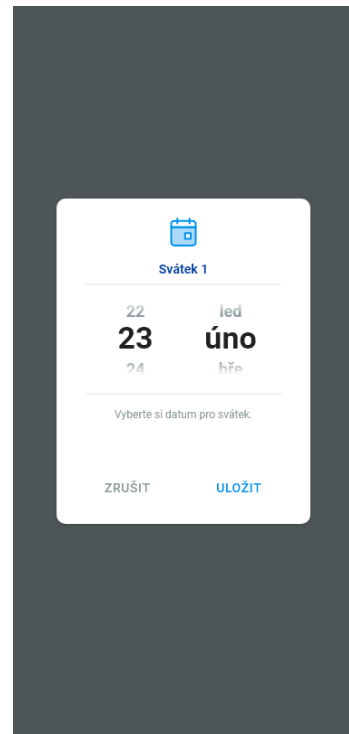 Svátek 1
22 led
23 úno
24 bře
Vyberte si datum pro svátek.
ZRUŠIT ULOŽIT